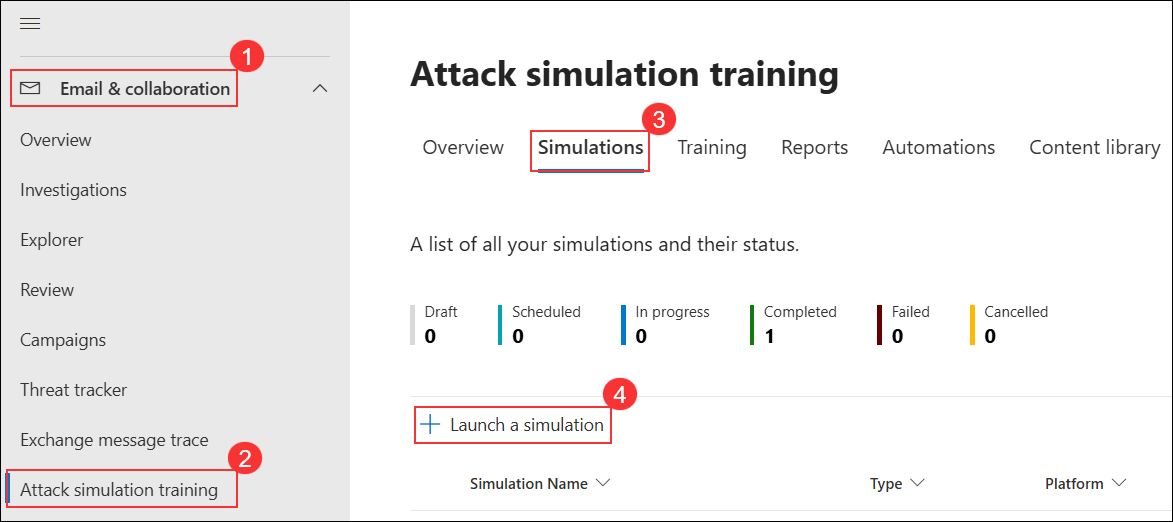 1
Email & collaboration
Overview
Investigations
Explorer
Review
Campaigns
Threat tracker
Exchange message trace
2
Attack simulation training
Attack simulation training
3
Overview Simulations Training Reports Automations Content library
A list of all your simulations and their status.
Draft Scheduled In progress Completed Failed Cancelled
0 0 0 1 0 0
4
Launch a simulation
Simulation Name Type Platform